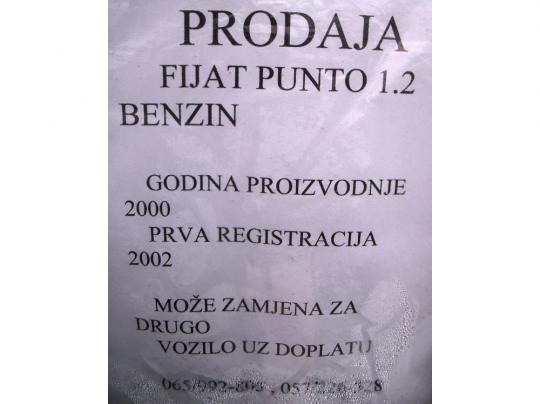 PRODAJA
FIJAT PUNTO 1.2
BENZIN
GODINA PROIZVODNJE
2000
PRVA REGISTRACIJA
2002
MOŽE ZAMJENA ZA
DRUGO
VOZILO UZ DOPLATU